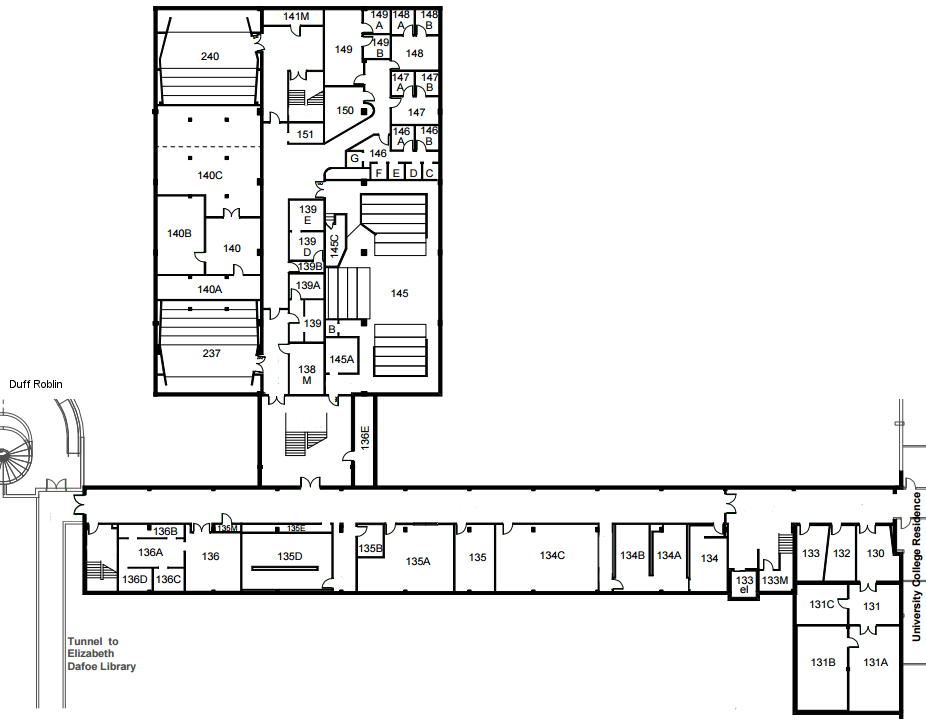 141M
149
A
148
A
148
B
240
149
149
B
148
147
A
147
B
150
147
151
146
A
146
B
146
G
F
E
D
C
140C
139
E
140B
140
139
D
145C
139B
140A
139A
145
139
B
237
138
M
145A
Duff Roblin
136E
136B
135M
135E
136A
136
135D
135B
135A
135
134C
134B
134A
134
133
132
130
136D
136C
133
el
133M
University College Residence
131C
131
131B
131A
Tunnel to
Elizabeth
Dafoe Library